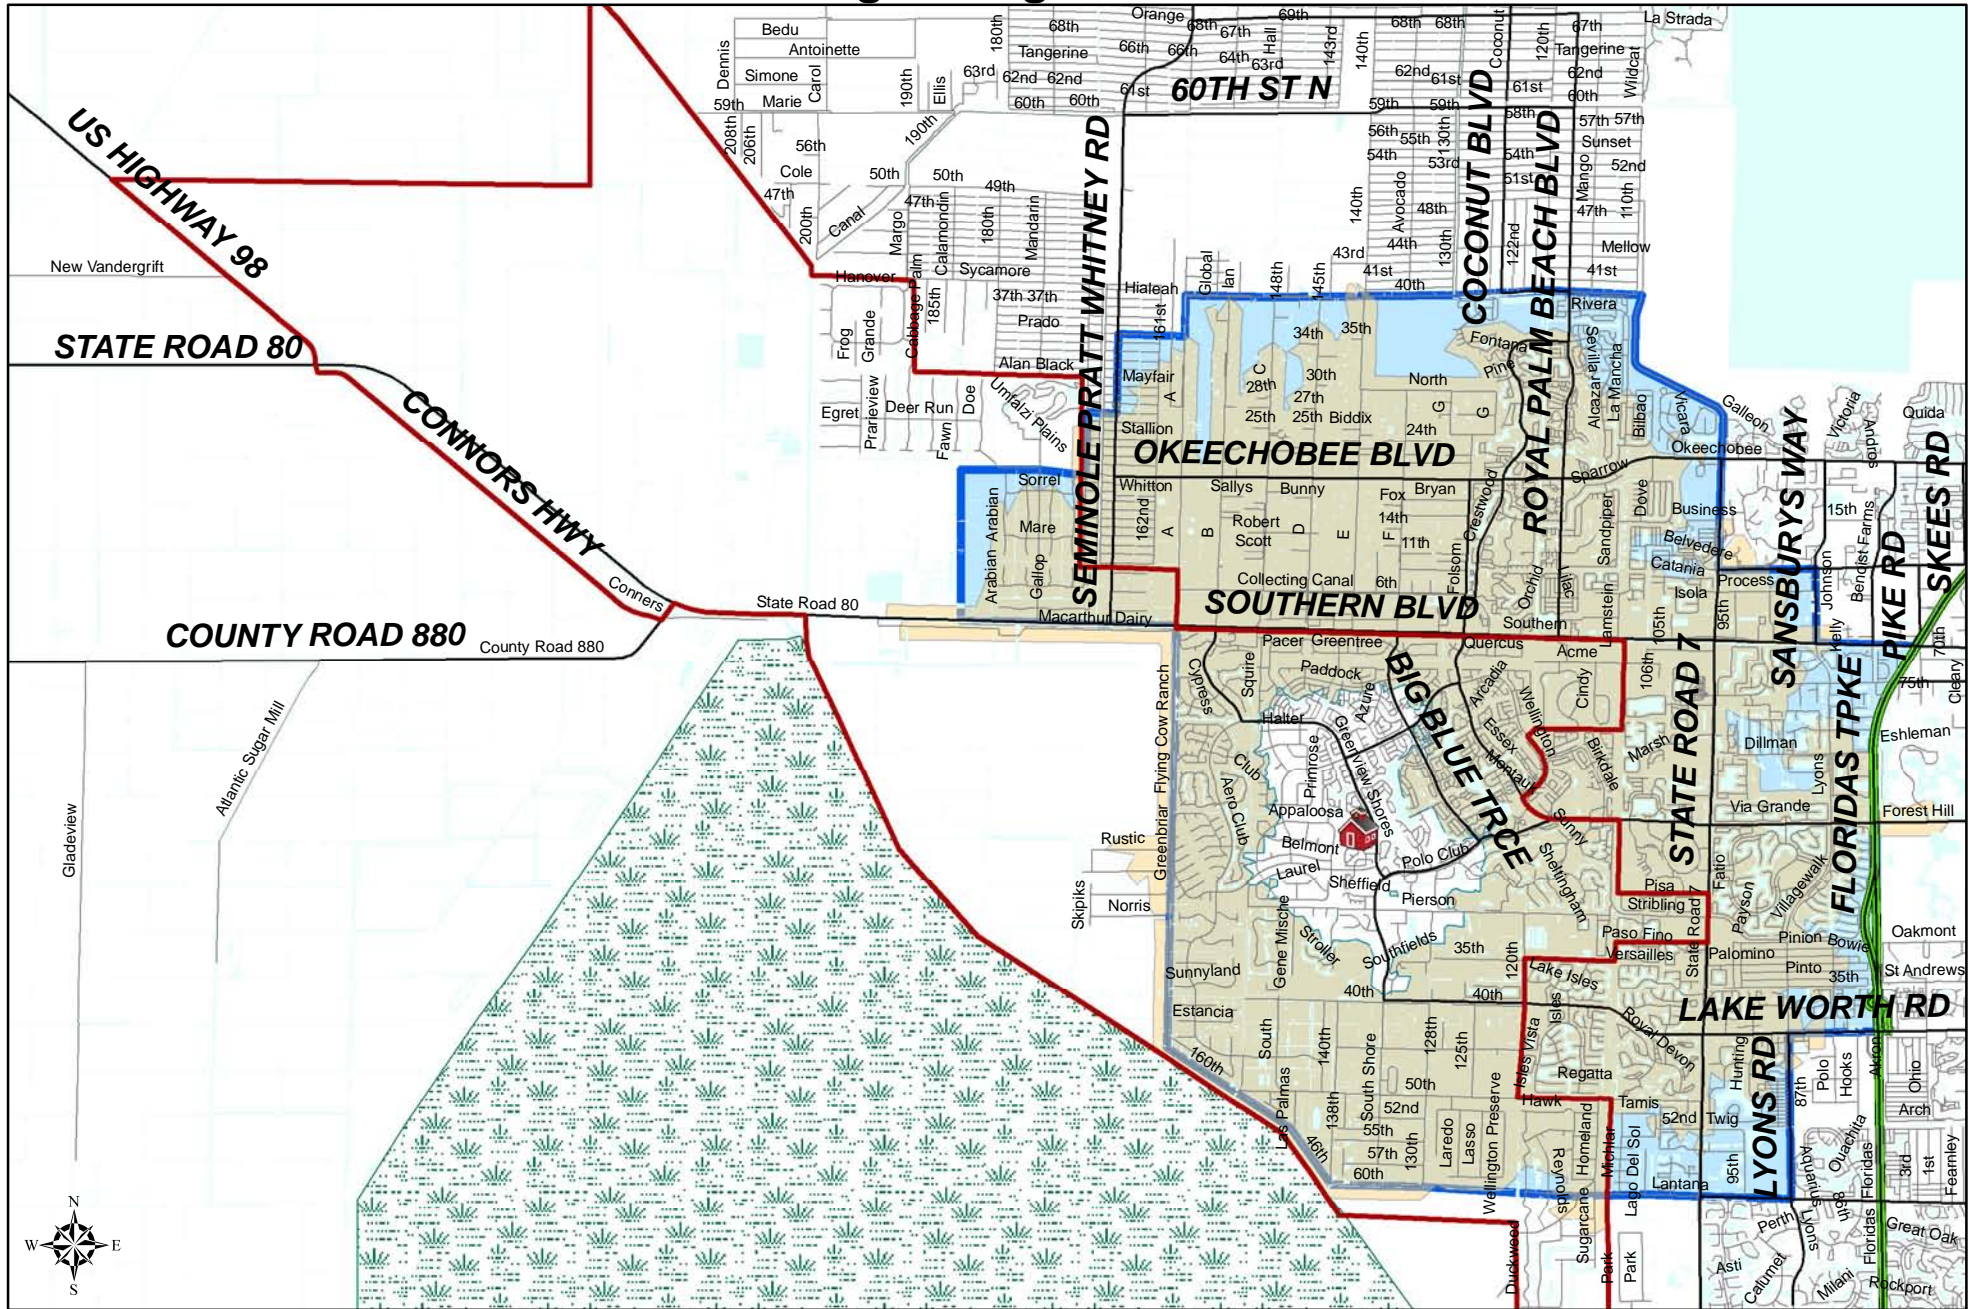 US HIGHWAY 98
STATE ROAD 80
CONNORS HWY
COUNTY ROAD 880
SEMINOLE PRATT WHITNEY RD
60TH ST N
COCONUT BLVD
ROYAL PALM BEACH BLVD
OKEECHOBEE BLVD
SOUTHERN BLVD
BIG BLUE TRCE
STATE ROAD 7
SANSBURYS WAY
FLORIDAS TPKE
PIKE RD
SKEES RD
LAKE WORTH RD
LYONS RD
New Vandergrift
Conners
County Road 880
State Road 80
Atlantic Sugar Mill
Gladeview
Dennis
Bedu
Antoinette
Simone
Carol
Marie
59th
208th
206th
56th
Cole
47th
200th
190th
Ellis
190th
50th
Canal
63rd
180th
68th
Tangerine
62nd
62nd
60th
60th
50th
49th
47th
Margo
Calamondin
180th
Mandarin
Sycamore
Hanover
Cabbage Palm
185th
37th
37th
Prado
Alan Black
Frog
Grande
Egret
Prarieview
Deer Run
Fawn
Doe
Umfalzi Plains
Orange
69th
68th
67th
66th
66th
64th
63rd
Hall
61st
143rd
140th
68th
68th
Coconut
120th
67th
La Strada
Tangerine
62nd
61st
61st
62nd
60th
Wildcat
59th
59th
58th
57th
57th
56th
55th
130th
54th
53rd
54th
51st
Sunset
52nd
Mango
110th
47th
140th
Avocado
48th
44th
130th
43rd
41st
40th
122nd
Mellow
41st
Rivera
Hialeah
Global
Ian
148th
145th
161st
Mayfair
A
Stallion
34th
35th
C
28th
30th
27th
25th
25th
Biddix
North
G
G
24th
Fontana
Pine
Sevilla
La Mancha
Alcazar
Bilbao
Vicara
Galleon
Okeechobee
Victoria
Andros
Quida
Sorrel
Arabian
Arabian
Mare
Gallop
Macarthur Dairy
Whitton
162nd
A
Sallys
B
Robert
Scott
Bunny
D
E
Fox
14th
F
11th
Bryan
Crestwood
Folsom
Collecting Canal
6th
Sparrow
Dove
Sandpiper
Business
Belvedere
Catania
Isola
Process
Orchid
Lilac
Lamstein
105th
95th
Southern
15th
Johnson
Benoist Farms
Kelly
70th
75th
Cleary
Eshleman
Forest Hill
Pacer
Greentree
Quercus
Acme
Paddock
Squire
Cypress
Azure
Arcadia
Wellington
Cindy
106th
Halter
Greenview Shores
Essex
Montauk
Birkdale
Marsh
Dillman
Lyons
Via Grande
Primrose
Club
Aero Club
Appaloosa
Belmont
Laurel
Sheffield
Polo Club
Pierson
Sunny
Sheltingham
Pisa
Stribling
Fatio
Payson
Villagewalk
Greenbriar
Flying Cow Ranch
Rustic
Skipiks
Norris
Gene Mische
Stroller
Southfields
35th
120th
Paso Fino
Versailles
State Road 7
Palomino
Pinion
Bowie
Pinto
35th
Oakmont
St Andrews
Sunnyland
Estancia
40th
40th
Lake Isles
Isles
Isles Vista
Royal Devon
Regatta
160th
South
140th
South Shore
128th
125th
50th
52nd
55th
57th
60th
138th
130th
Las Palmas
46th
Laredo
Lasso
Wellington Preserve
Hawk
Tamis
52nd
Twig
Hunting
95th
87th
Polo
Hooks
Akron
Ohio
Arch
Reynolds
Homeland
Sugarcane
Michlar
Lago Del Sol
Lantana
Duckweed
Park
Park
Aquarius
Ouachita
Floridas
3rd
1st
Fearnley
Perth
Lyons
86th
Floridas
Great Oak
Asti
Calumet
Milani
Rockport
N
W
E
S